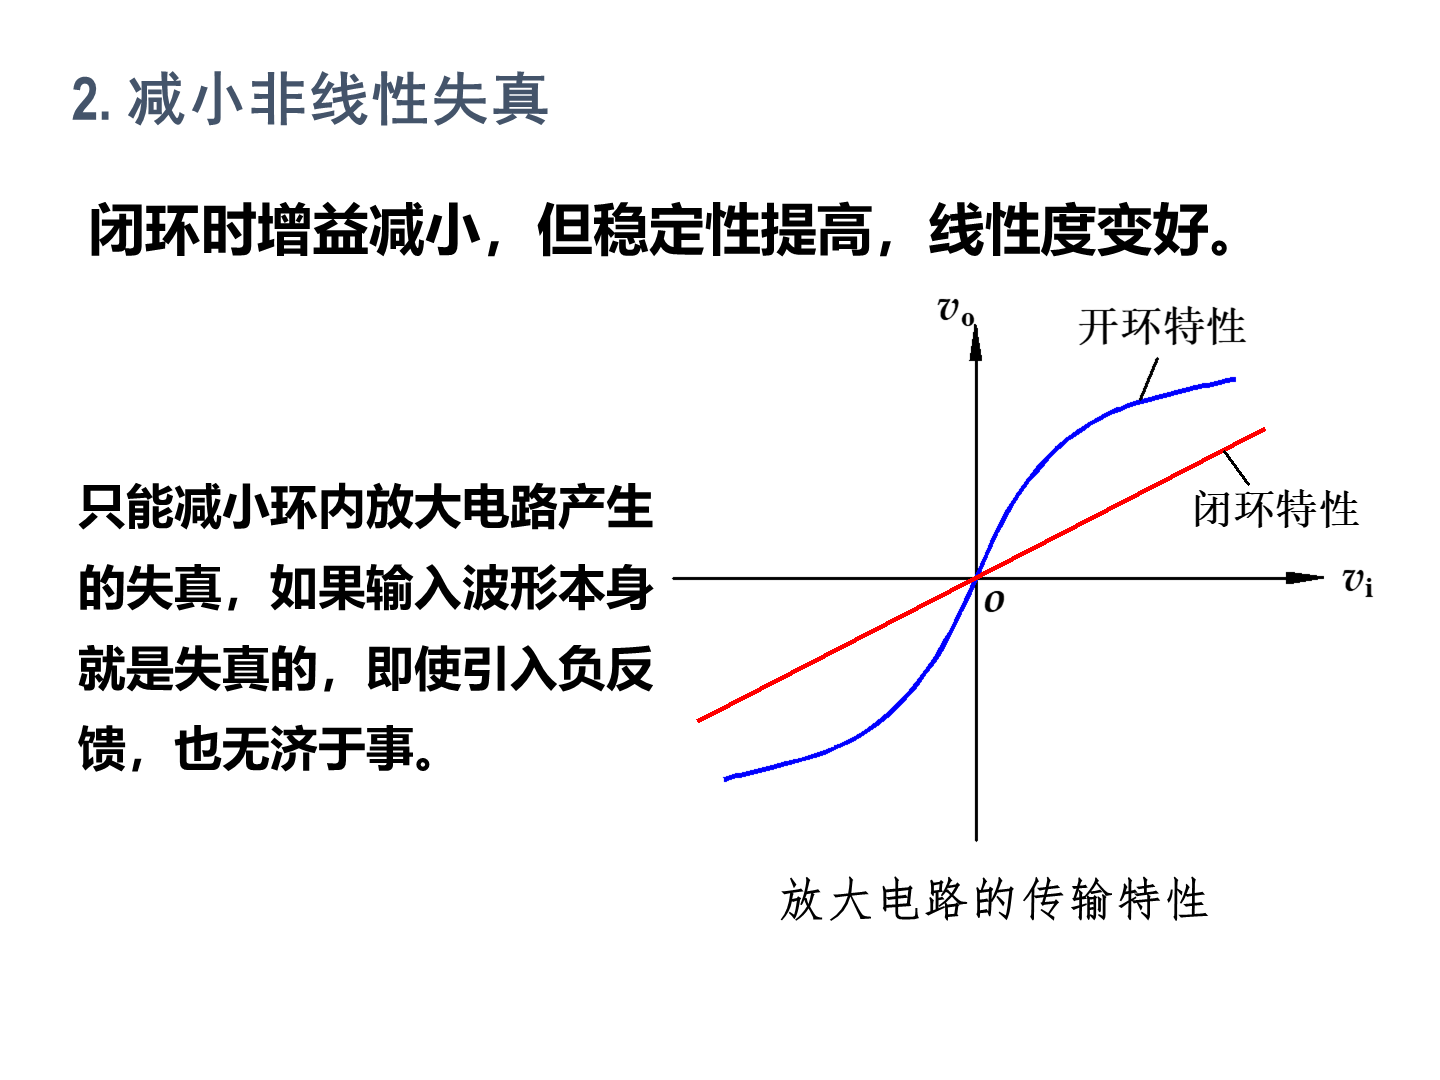 2. 减小非线性失真
闭环时增益减小，但稳定性提高，线性度变好。
vo
开环特性
只能减小环内放大电路产生
的失真，如果输入波形本身
就是失真的，即使引入负反
馈，也无济于事。
闭环特性
vi
O
放大电路的传输特性